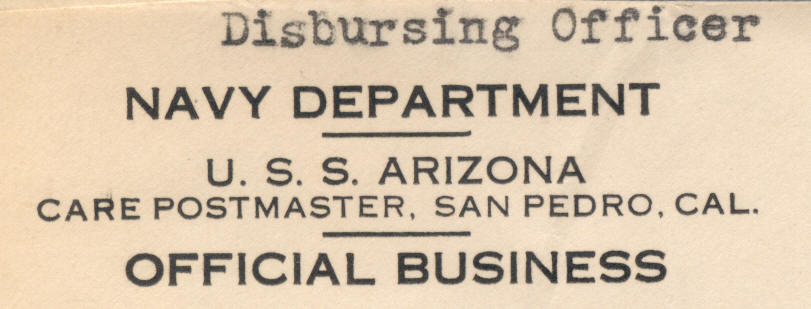 Disbursing Officer
NAVY DEPARTMENT
U. S. S. ARIZONA
CARE POSTMASTER, SAN PEDRO, CAL.
OFFICIAL BUSINESS